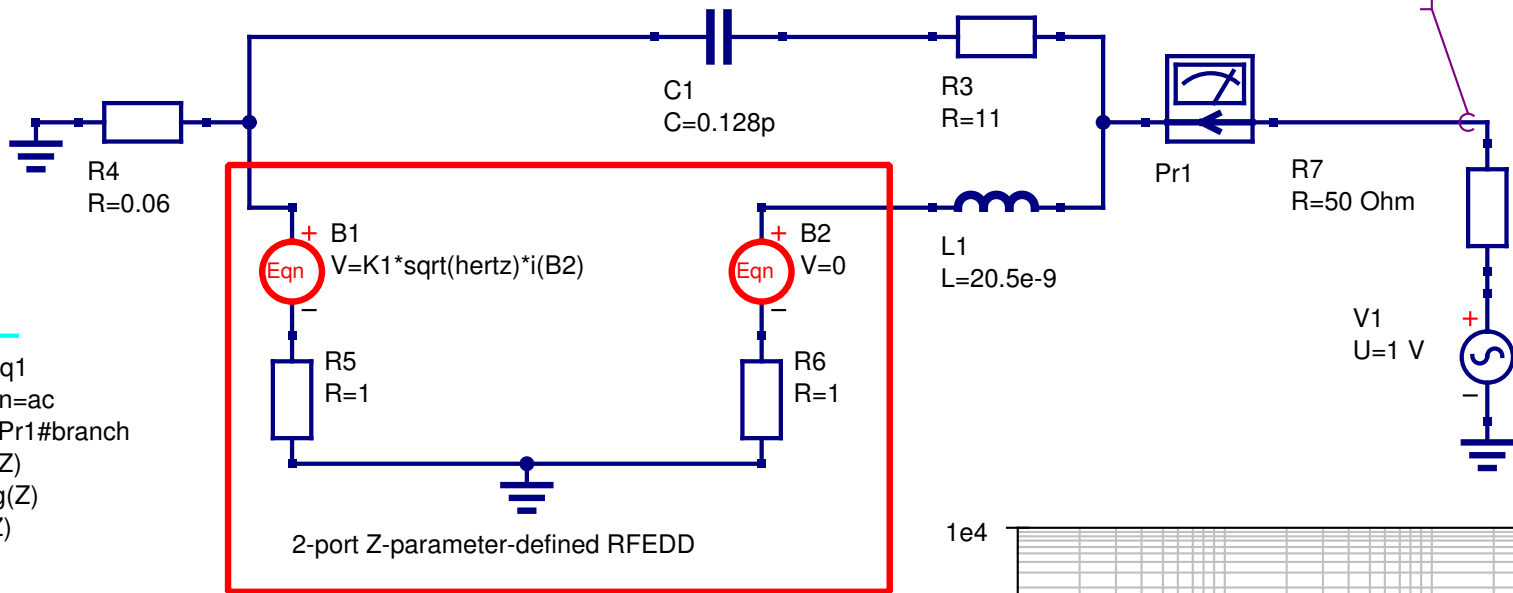 C1
C=0.128p
R3
R=11
R4
R=0.06
Pr1
R7
R=50 Ohm
+ B1
Eqn V=K1*sqrt(hertz)*i(B2)
−
+ B2
Eqn V=0
−
L1
L=20.5e-9
R5
R=1
R6
R=1
V1 +
U=1 V
−
q1
n=ac
Pr1#branch
Z)
g(Z)
Z)
2-port Z-parameter-defined RFEDD
1e4